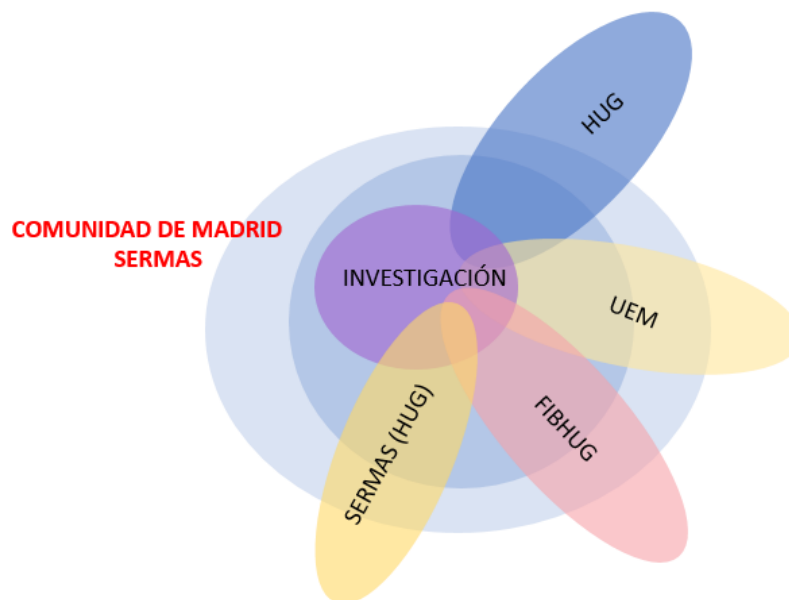 HUG
COMUNIDAD DE MADRID
SERMAS
INVESTIGACIÓN
UEM
SERMAS (HUG)
FIBHUG